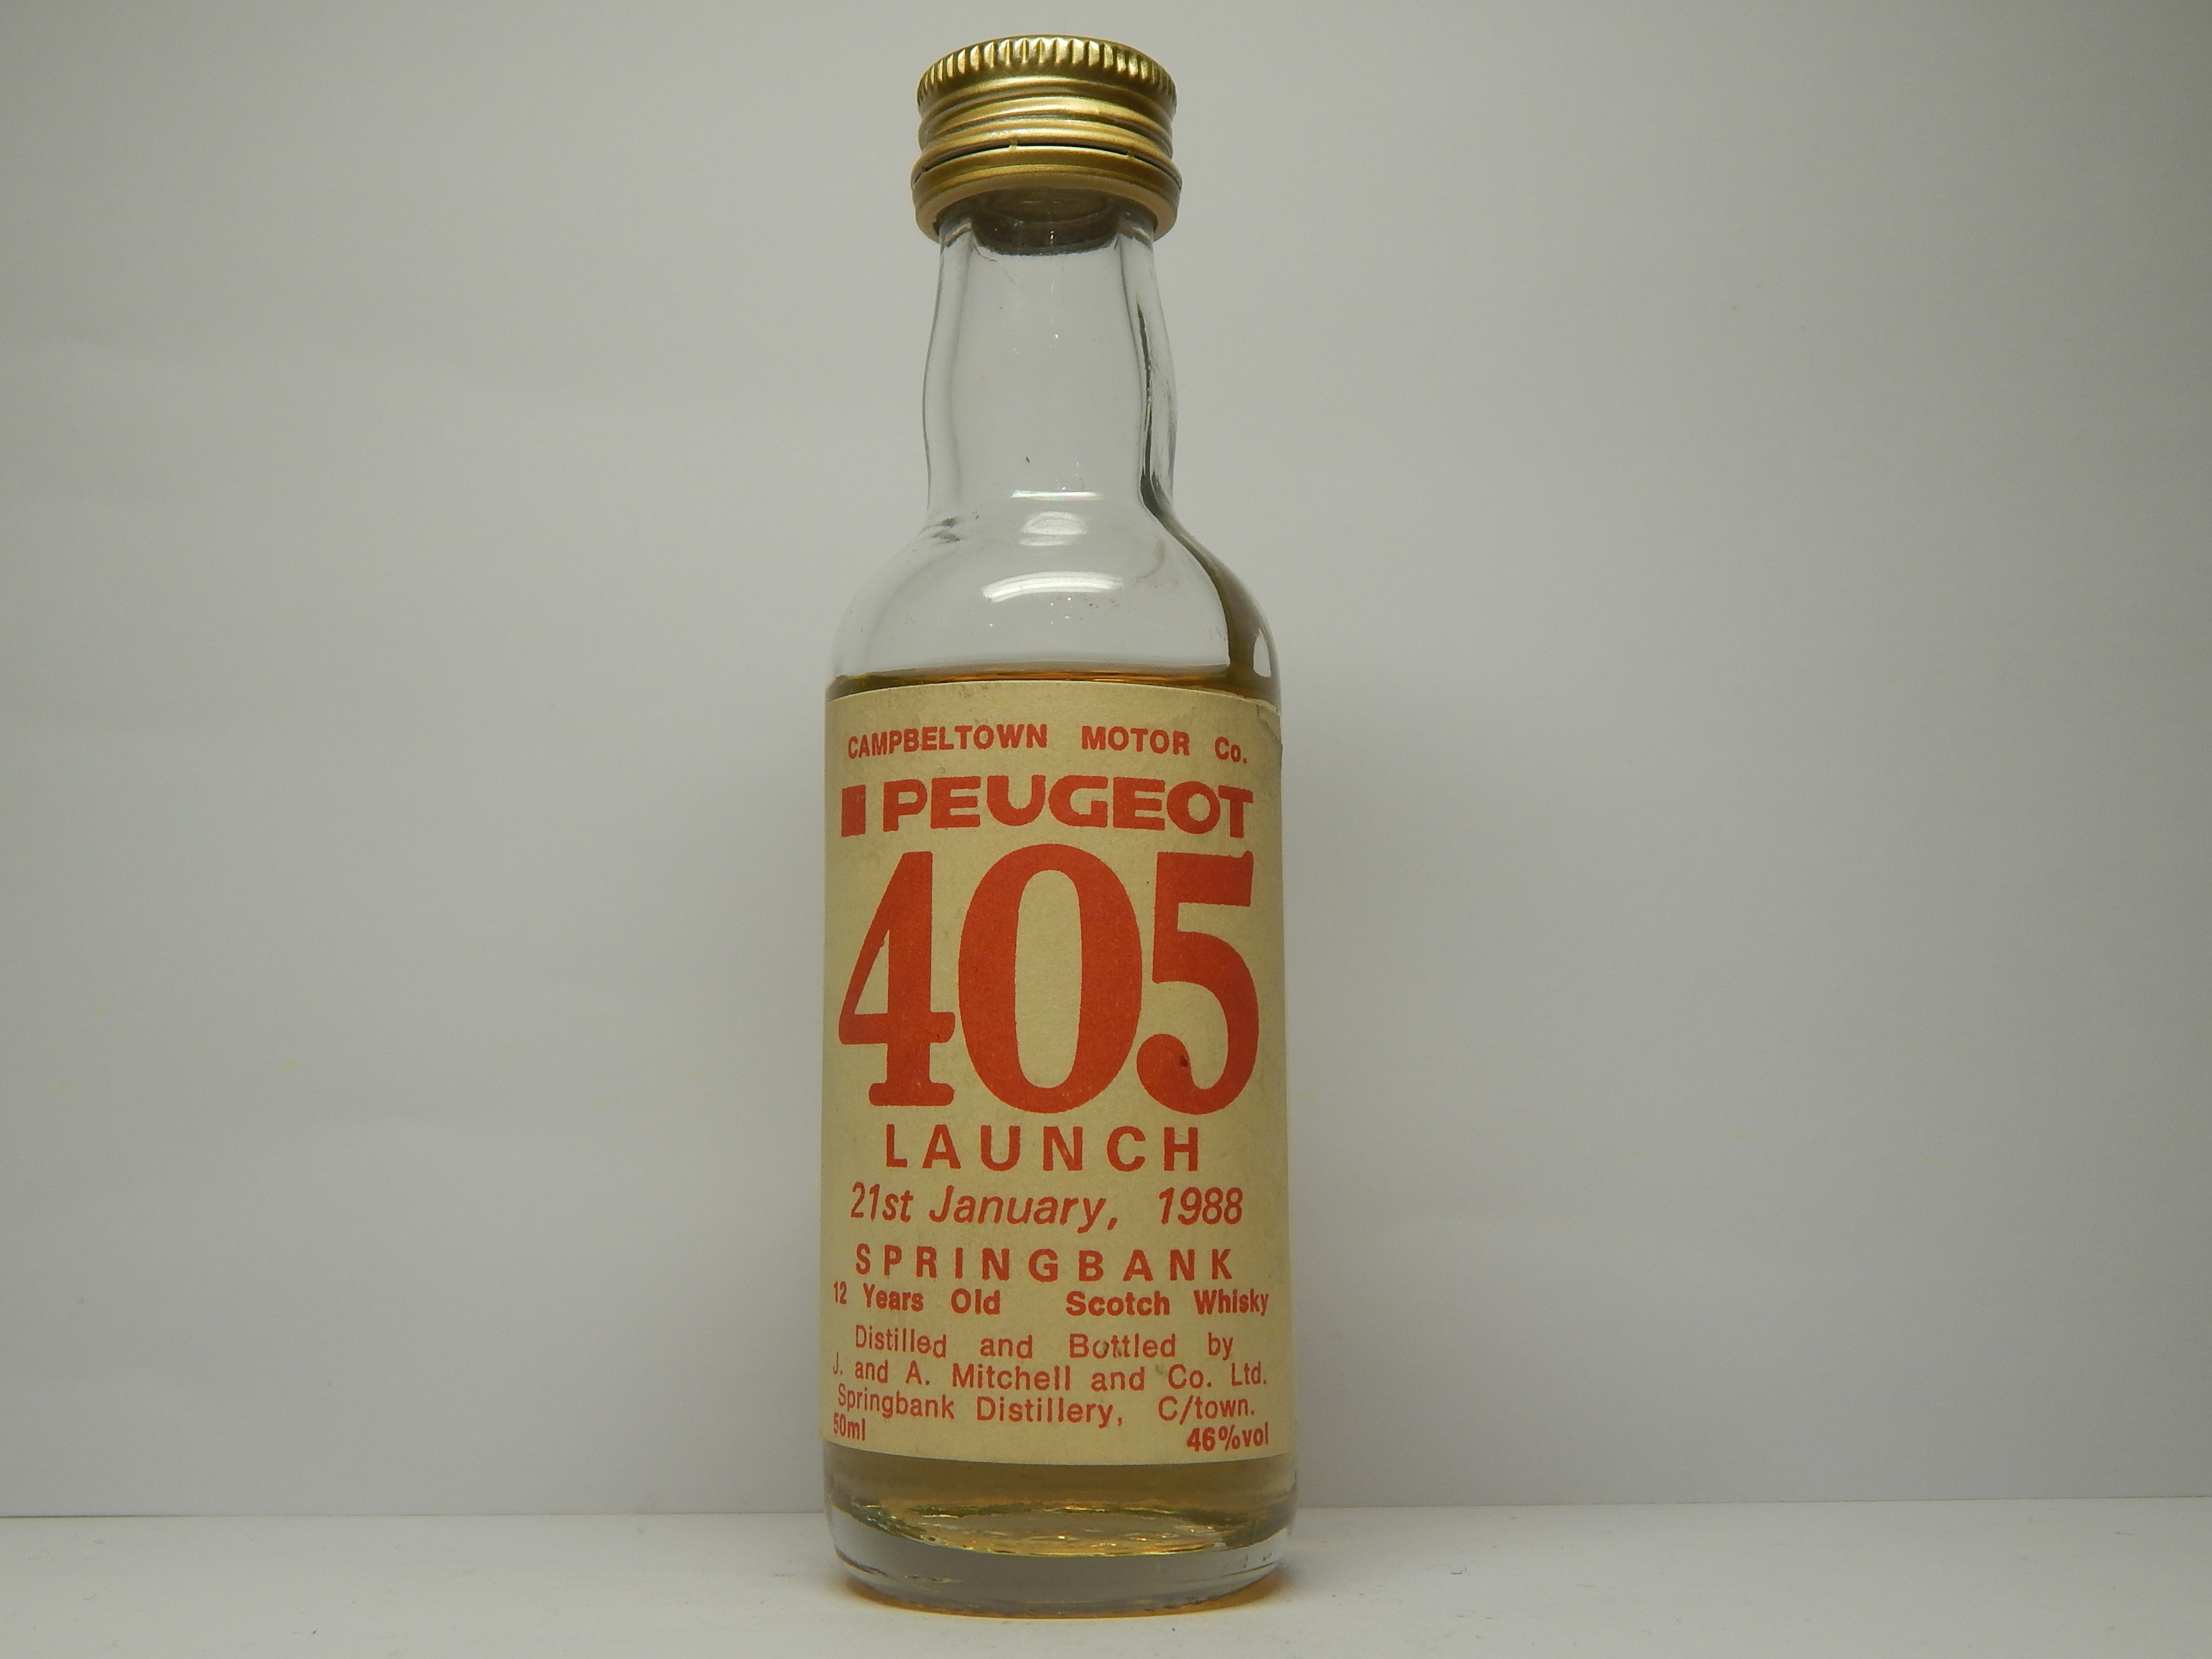 CAMPBELTOWN MOTOR Co.
PEUGEOT
405
LAUNCH
21st January, 1988
SPRINGBANK
12 Years Old Scotch Whisky
Distilled and Bottled by
J. and A. Mitchell and Co. Ltd.
Springbank Distillery, C/town.
50ml 46%vol